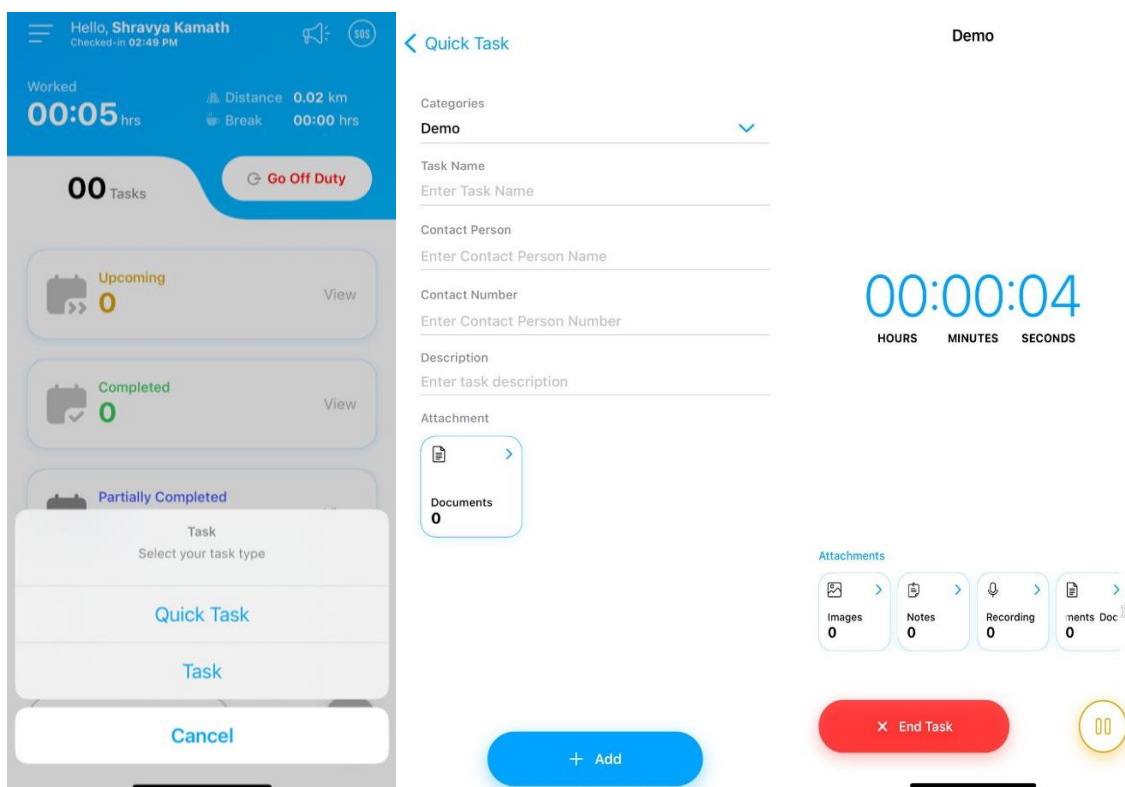 Hello, Shravya Kamath
Checked-in 02:49 PM
SOS
Worked
00:05 hrs
Distance 0.02 km
Break 00:00 hrs
00 Tasks
Go Off Duty
Upcoming
0
View
Completed
0
View
Partially Completed
Task
Select your task type
Quick Task
Task
Cancel
Quick Task
Categories
Demo
Task Name
Enter Task Name
Contact Person
Enter Contact Person Name
Contact Number
Enter Contact Person Number
Description
Enter task description
Attachment
Documents
0
+ Add
Demo
00:00:04
HOURS MINUTES SECONDS
Attachments
Images
0
Notes
0
Recording
0
ments Doc
0
End Task